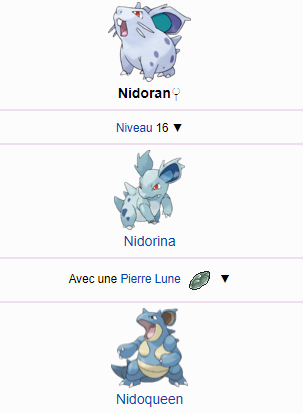 Nidoran♀
Niveau 16 ▼
Nidorina
Avec une Pierre Lune ▼
Nidoqueen